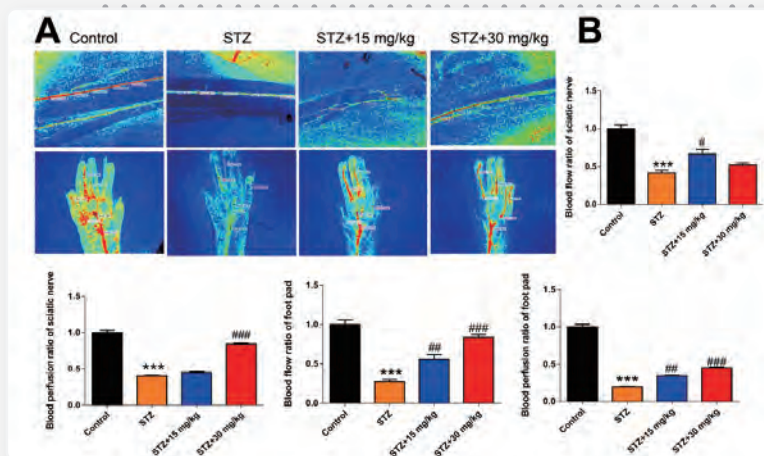 A
B
Control
STZ
STZ+15 mg/kg
STZ+30 mg/kg
Blood flow ratio of sciatic nerve
1.5
1.0
0.5
0.0
***
#
Control
STZ
STZ+15 mg/kg
STZ+30 mg/kg
Blood perfusion ratio of sciatic nerve
1.5
1.0
0.5
0.0
***
###
Control
STZ
STZ+15 mg/kg
STZ+30 mg/kg
Blood flow ratio of foot pad
1.5
1.0
0.5
0.0
***
##
###
Control
STZ
STZ+15 mg/kg
STZ+30 mg/kg
Blood perfusion ratio of foot pad
1.5
1.0
0.5
0.0
***
##
###
Control
STZ
STZ+15 mg/kg
STZ+30 mg/kg